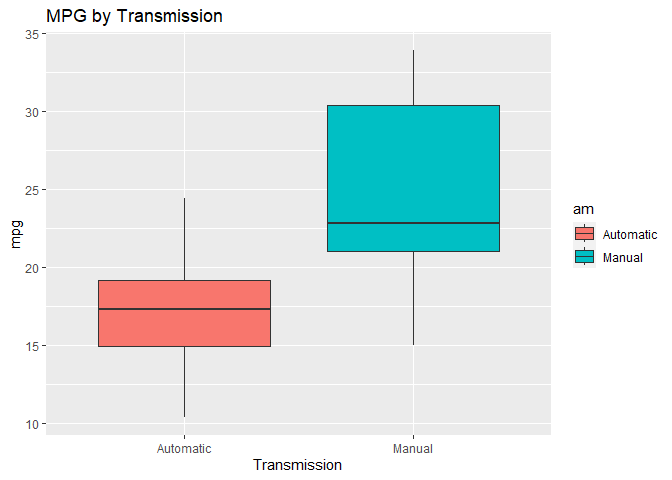 MPG by Transmission
35
30
25
20
15
10
mpg
Automatic
Manual
Transmission
am
Automatic
Manual